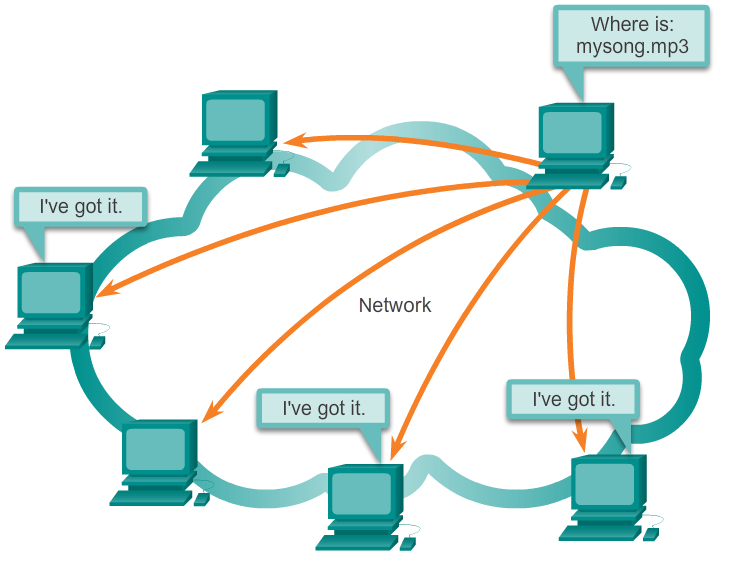 Where is:
mysong.mp3
I've got it.
Network
I've got it.
I've got it.